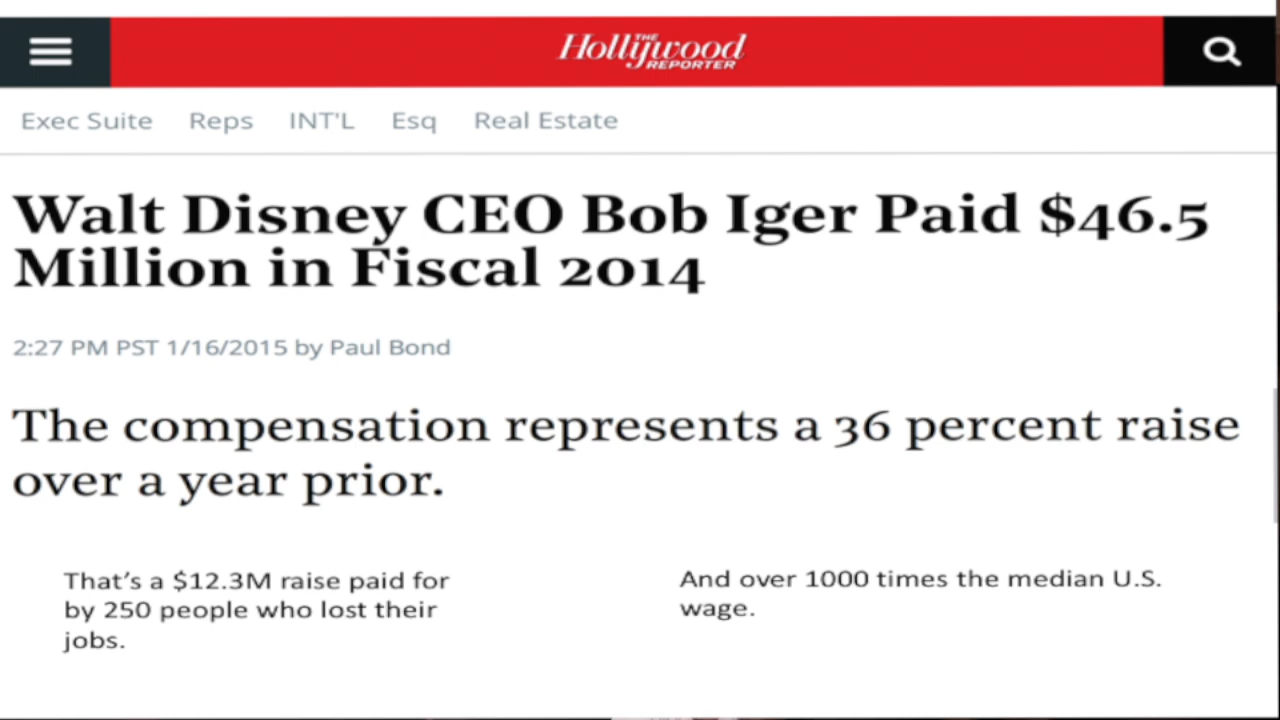 THE
Hollywood
REPORTER
Exec Suite Reps INT'L Esq Real Estate
Walt Disney CEO Bob Iger Paid $46.5
Million in Fiscal 2014
2:27 PM PST 1/16/2015 by Paul Bond
The compensation represents a 36 percent raise
over a year prior.
That’s a $12.3M raise paid for
by 250 people who lost their
jobs.
And over 1000 times the median U.S.
wage.